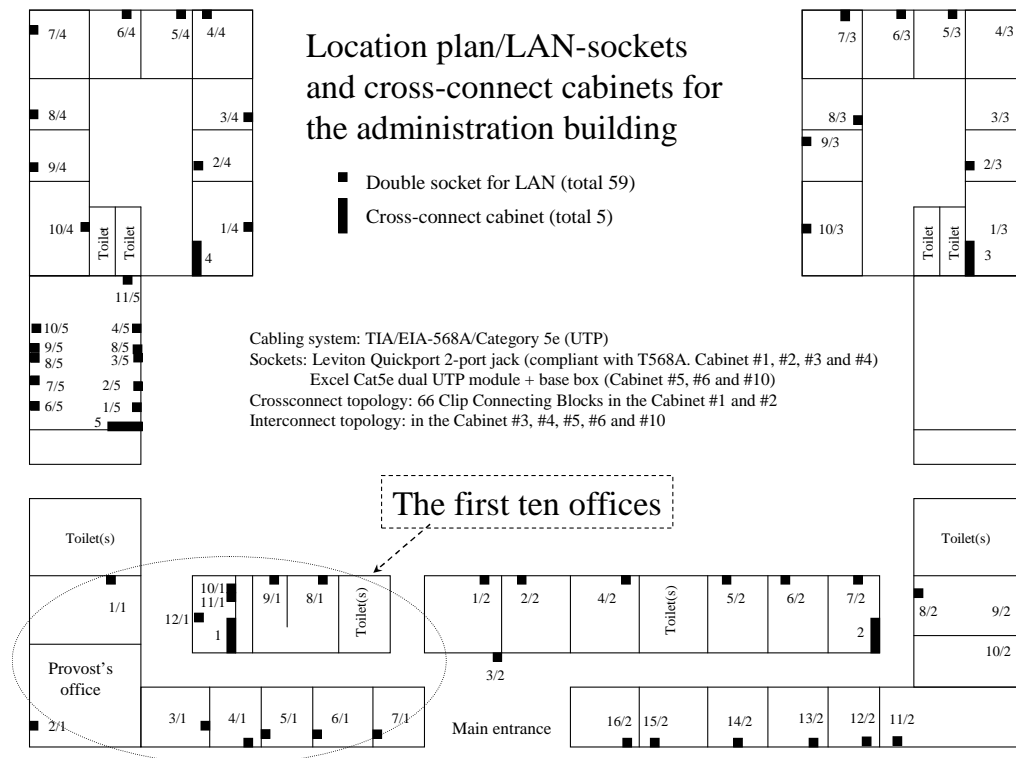 Location plan/LAN-sockets
and cross-connect cabinets for
the administration building
Double socket for LAN (total 59)
Cross-connect cabinet (total 5)
7/4
6/4
5/4
4/4
8/4
3/4
9/4
2/4
10/4
Toilet
Toilet
1/4
4
7/3
6/3
5/3
4/3
8/3
3/3
9/3
2/3
10/3
Toilet
Toilet
1/3
3
11/5
10/5
4/5
9/5
8/5
8/5
3/5
7/5
2/5
6/5
1/5
5
Cabling system: TIA/EIA-568A/Category 5e (UTP)
Sockets: Leviton Quickport 2-port jack (compliant with T568A. Cabinet #1, #2, #3 and #4)
Excel Cat5e dual UTP module + base box (Cabinet #5, #6 and #10)
Crossconnect topology: 66 Clip Connecting Blocks in the Cabinet #1 and #2
Interconnect topology: in the Cabinet #3, #4, #5, #6 and #10
The first ten offices
Toilet(s)
1/1
Provost's
office
2/1
10/1
11/1
12/1
1
9/1
8/1
Toilet(s)
3/1
4/1
5/1
6/1
7/1
Main entrance
1/2
2/2
4/2
Toilet(s)
5/2
6/2
7/2
2
3/2
Toilet(s)
8/2
9/2
10/2
16/2
15/2
14/2
13/2
12/2
11/2